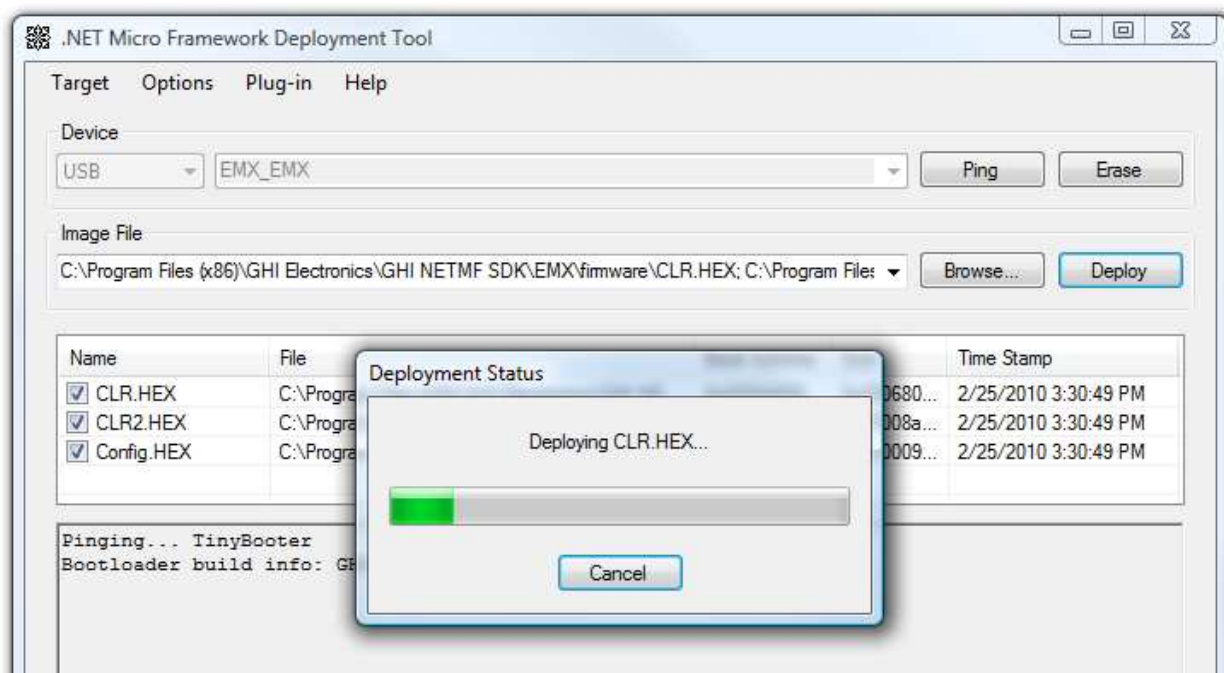 .NET Micro Framework Deployment Tool
Target Options Plug-in Help
Device
USB EMX_EMX Ping Erase
Image File
C:\Program Files (x86)\GHI Electronics\GHI NETMF SDK\EMX\firmware\CLR.HEX; C:\Program Files Browse... Deploy
Name File Time Stamp
CLR.HEX C:\Progra 0680... 2/25/2010 3:30:49 PM
CLR2.HEX C:\Progra 008a... 2/25/2010 3:30:49 PM
Config.HEX C:\Progra 0009... 2/25/2010 3:30:49 PM
Deployment Status
Deploying CLR.HEX...
Cancel
Pinging... TinyBooter
Bootloader build info: